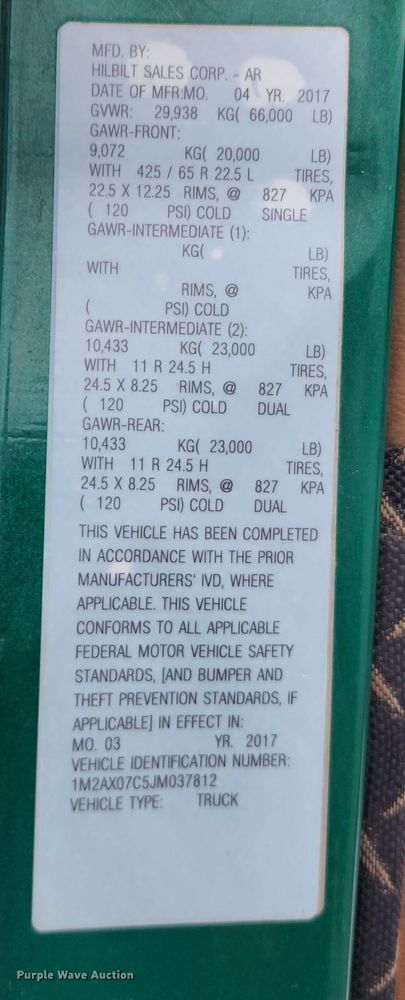 MFD. BY:
HILBILT SALES CORP. - AR
DATE OF MFR:MO. 04 YR. 2017
GVWR: 29,938 KG( 66,000 LB)
GAWR-FRONT:
9,072 KG( 20,000 LB)
WITH 425 / 65 R 22.5 L TIRES,
22.5 X 12.25 RIMS, @ 827 KPA
( 120 PSI) COLD SINGLE
GAWR-INTERMEDIATE (1):
KG( LB)
WITH TIRES,
RIMS, @ KPA
( PSI) COLD
GAWR-INTERMEDIATE (2):
10,433 KG( 23,000 LB)
WITH 11 R 24.5 H TIRES,
24.5 X 8.25 RIMS, @ 827 KPA
( 120 PSI) COLD DUAL
GAWR-REAR:
10,433 KG( 23,000 LB)
WITH 11 R 24.5 H TIRES,
24.5 X 8.25 RIMS, @ 827 KPA
( 120 PSI) COLD DUAL
THIS VEHICLE HAS BEEN COMPLETED
IN ACCORDANCE WITH THE PRIOR
MANUFACTURERS' IVD, WHERE
APPLICABLE. THIS VEHICLE
CONFORMS TO ALL APPLICABLE
FEDERAL MOTOR VEHICLE SAFETY
STANDARDS, [AND BUMPER AND
THEFT PREVENTION STANDARDS, IF
APPLICABLE] IN EFFECT IN:
MO. 03 YR. 2017
VEHICLE IDENTIFICATION NUMBER:
1M2AX07C5JM037812
VEHICLE TYPE: TRUCK
Purple Wave Auction